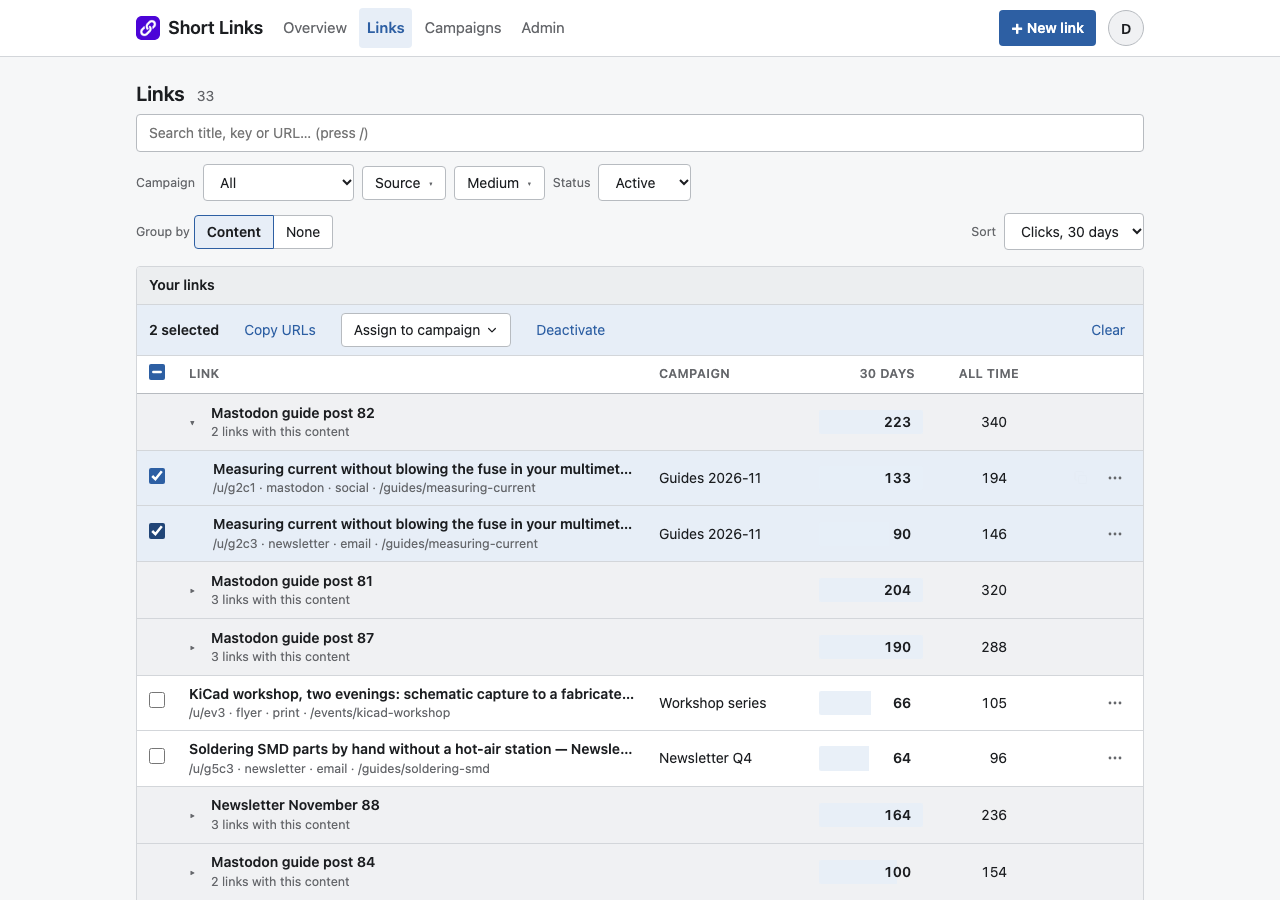 Short Links Overview Links Campaigns Admin + New link D
Links 33
Search title, key or URL... (press /)
Campaign All Source Medium Status Active
Group by Content None Sort Clicks, 30 days
Your links
2 selected Copy URLs Assign to campaign Deactivate Clear
LINK CAMPAIGN 30 DAYS ALL TIME
Mastodon guide post 82 223 340
2 links with this content
Measuring current without blowing the fuse in your multimet... Guides 2026-11 133 194 ···
/u/g2c1 · mastodon · social · /guides/measuring-current
Measuring current without blowing the fuse in your multimet... Guides 2026-11 90 146 ···
/u/g2c3 · newsletter · email · /guides/measuring-current
Mastodon guide post 81 204 320
3 links with this content
Mastodon guide post 87 190 288
3 links with this content
KiCad workshop, two evenings: schematic capture to a fabricate... Workshop series 66 105 ···
/u/ev3 · flyer · print · /events/kicad-workshop
Soldering SMD parts by hand without a hot-air station — Newsle... Newsletter Q4 64 96 ···
/u/g5c3 · newsletter · email · /guides/soldering-smd
Newsletter November 88 164 236
3 links with this content
Mastodon guide post 84 100 154
2 links with this content